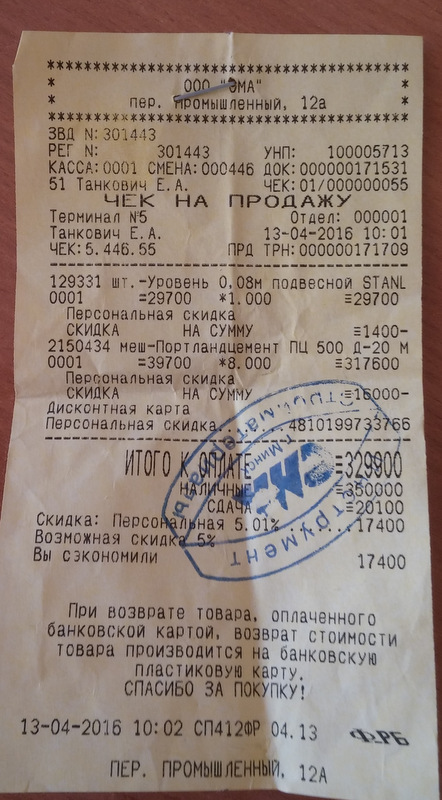 ************************************
* ООО "ЭМА" *
* пер. Промышленный, 12а *
************************************
ЗВД N:301443
РЕГ N: 301443 УНП: 100005713
КАССА:0001 СМЕНА:000446 ДОК:000000171531
51 Танкович Е.А. ЧЕК:01/000000055
ЧЕК НА ПРОДАЖУ
Терминал №5 Отдел: 000001
Танкович Е.А. 13-04-2016 10:01
ЧЕК:5.446.55 ПРД ТРН:000000171709
129331 шт.-Уровень 0,08м подвесной STANL
0001 =29700 *1.000 =29700
Персональная скидка
СКИДКА НА СУММУ =1400-
2150434 меш-Портландцемент ПЦ 500 Д-20 М
0001 =39700 *8.000 =317600
Персональная скидка
СКИДКА НА СУММУ =16000-
Дисконтная карта
Персональная скидка....4810199733766
ИТОГО К ОПЛАТЕ =329900
НАЛИЧНЫЕ =350000
СДАЧА =20100
Скидка: Персональная 5.01%......17400
Возможная скидка 5%
Вы сэкономили 17400
Стройматериалы
г.Минск
ЭМА
Инструмент
При возврате товара, оплаченного
банковской картой, возврат стоимости
товара производится на банковскую
пластиковую карту.
СПАСИБО ЗА ПОКУПКУ!
13-04-2016 10:02 СП412ФР 04.13 ФРБ
ПЕР. ПРОМЫШЛЕННЫЙ, 12А